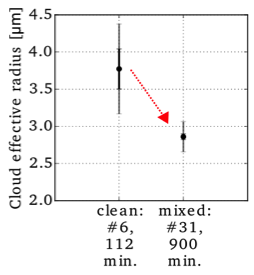 Cloud effective radius [μm]
4.5
4.0
3.5
3.0
2.5
2.0
clean: mixed:
#6, #31,
112 900
min. min.